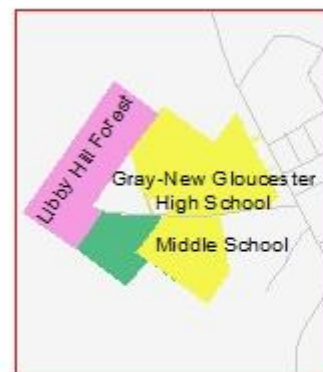 Libby Hill Forest
Gray-New Gloucester
High School
Middle School